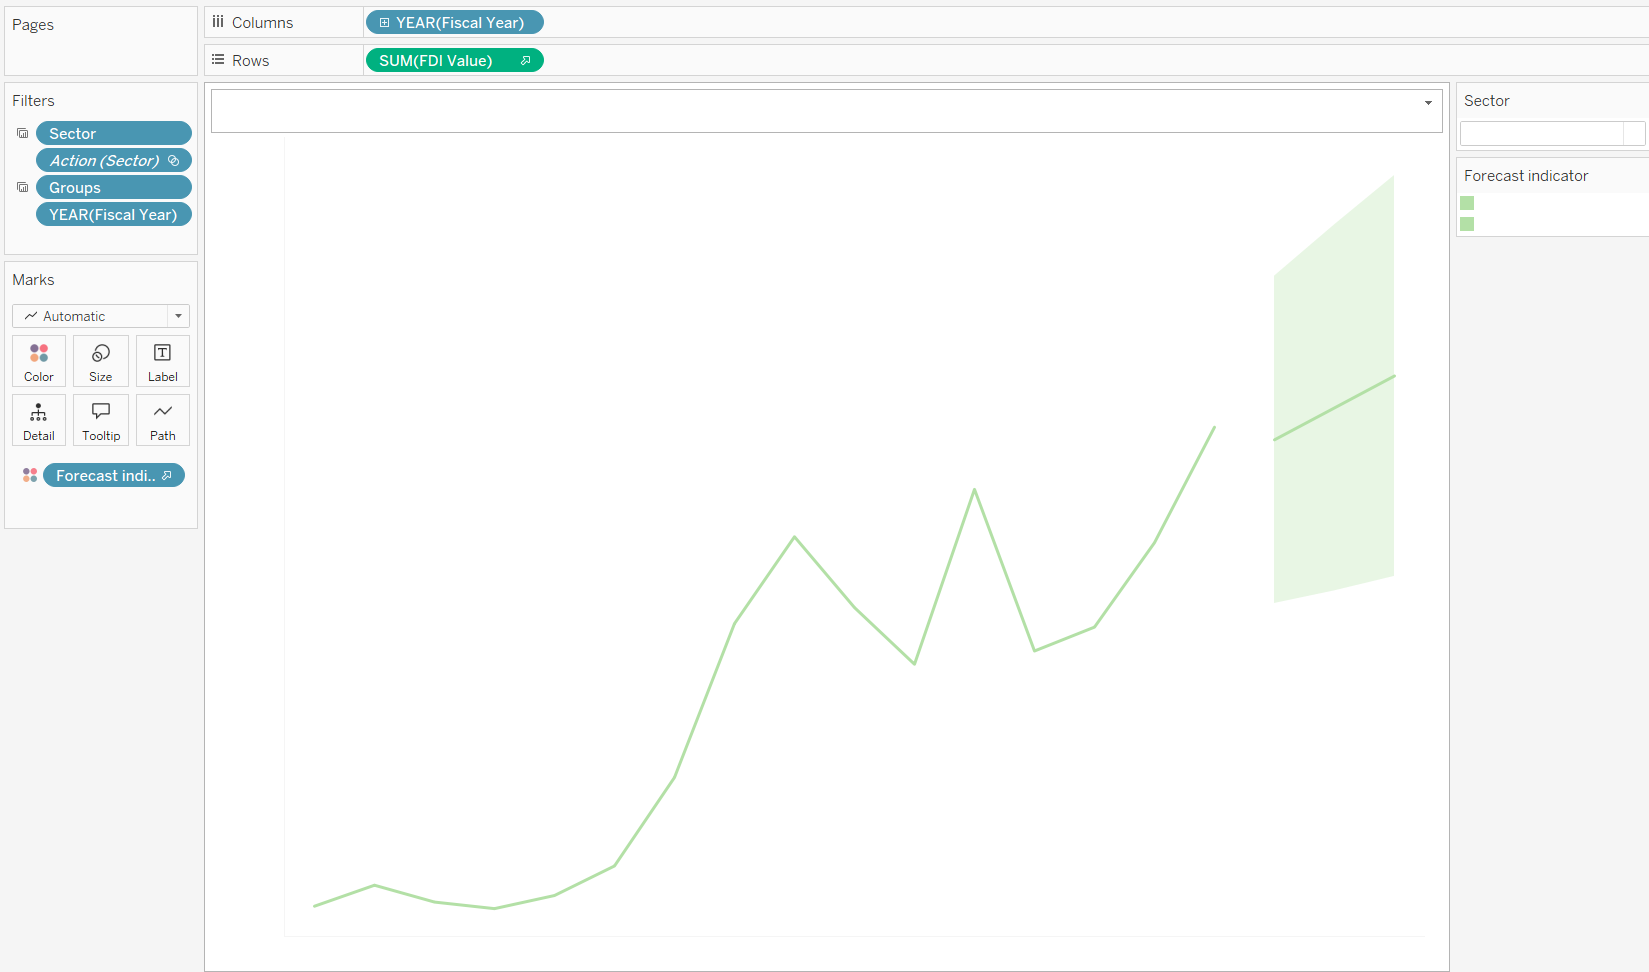 Pages
Columns
YEAR(Fiscal Year)
Rows
SUM(FDI Value)
Filters
Sector
Action (Sector)
Groups
YEAR(Fiscal Year)
Marks
Automatic
Color
Size
Label
Detail
Tooltip
Path
Forecast indi..
Sector
Forecast indicator